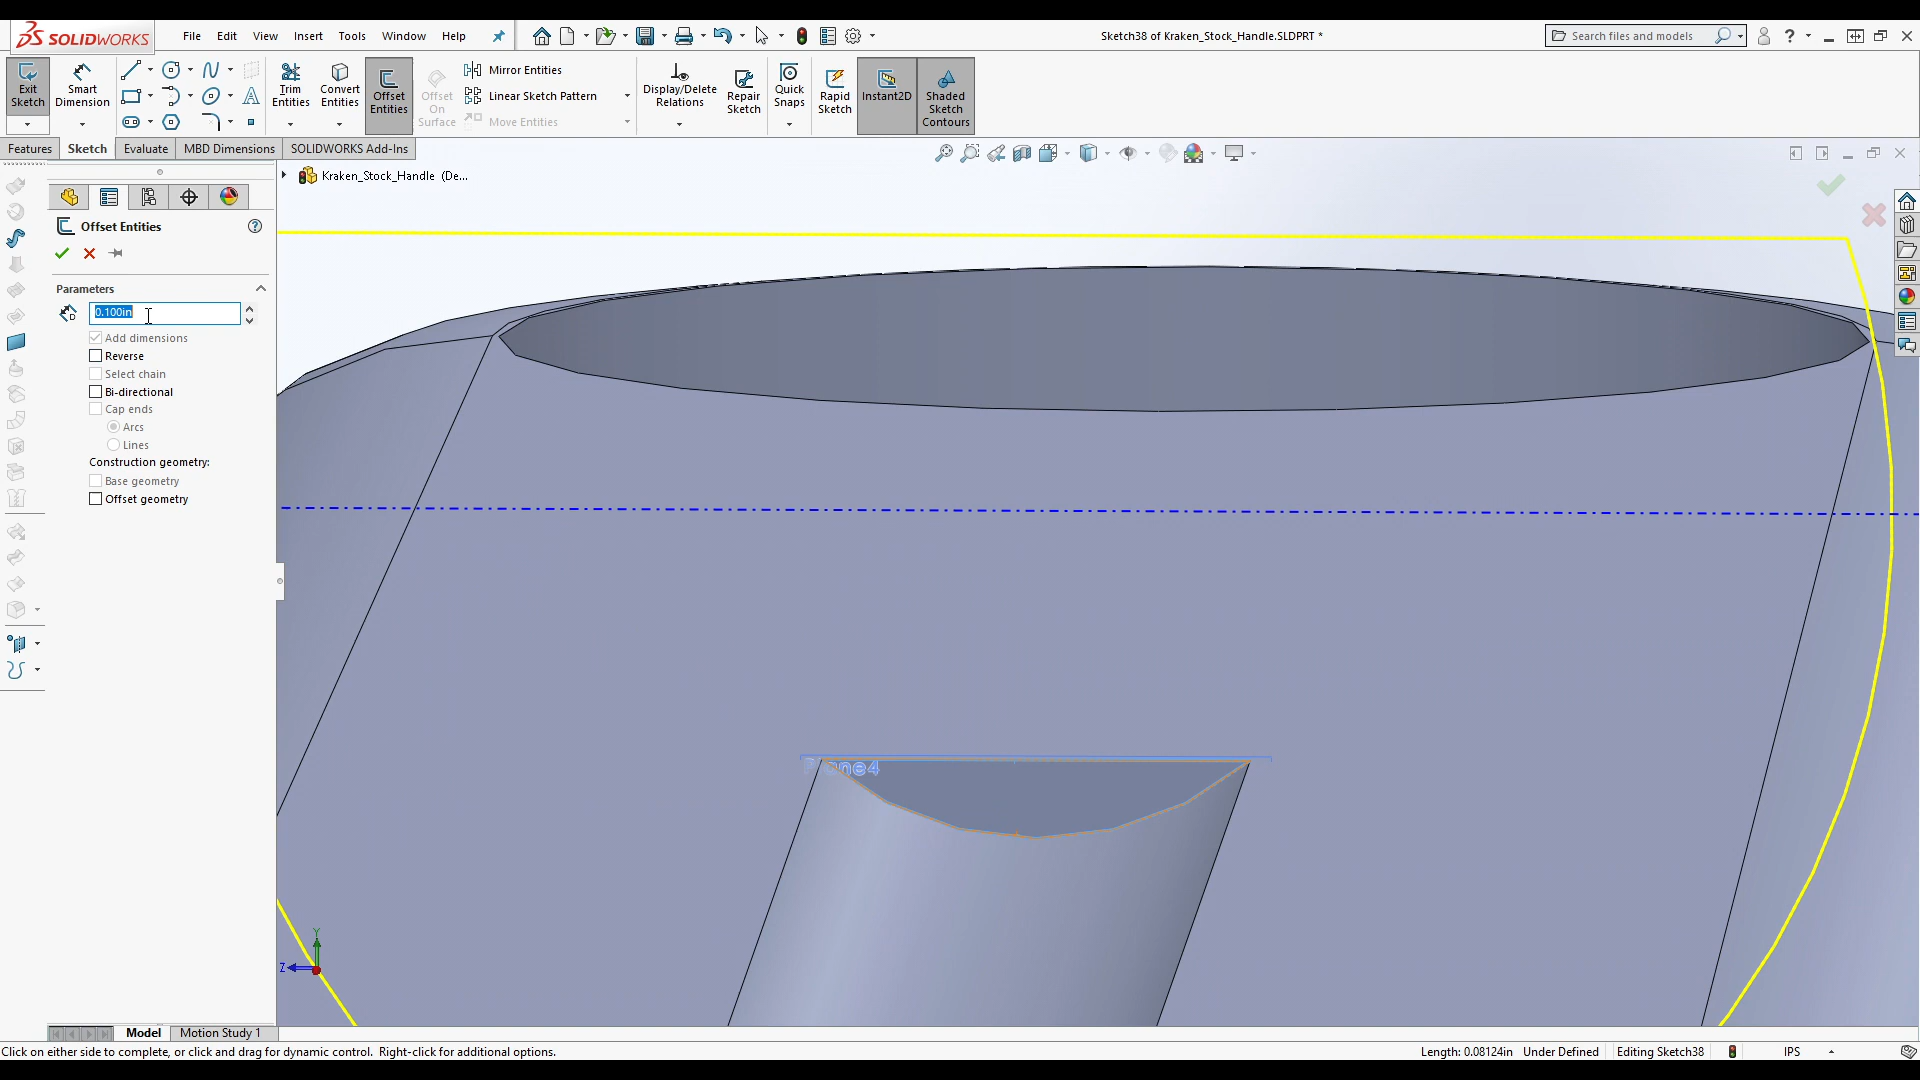 SOLIDWORKS
File Edit View Insert Tools Window Help
Sketch38 of Kraken_Stock_Handle.SLDPRT *
Search files and models
Exit Sketch
Smart Dimension
Trim Entities
Convert Entities
Offset Entities
Offset On Surface
Mirror Entities
Linear Sketch Pattern
Move Entities
Display/Delete Relations
Repair Sketch
Quick Snaps
Rapid Sketch
Instant2D
Shaded Sketch Contours
Features Sketch Evaluate MBD Dimensions SOLIDWORKS Add-Ins
Kraken_Stock_Handle (De...
Offset Entities
Parameters
0.100in
Add dimensions
Reverse
Select chain
Bi-directional
Cap ends
Arcs
Lines
Construction geometry:
Base geometry
Offset geometry
Plane4
Y
Z
Model Motion Study 1
Click on either side to complete, or click and drag for dynamic control. Right-click for additional options.
Length: 0.08124in Under Defined Editing Sketch38 IPS